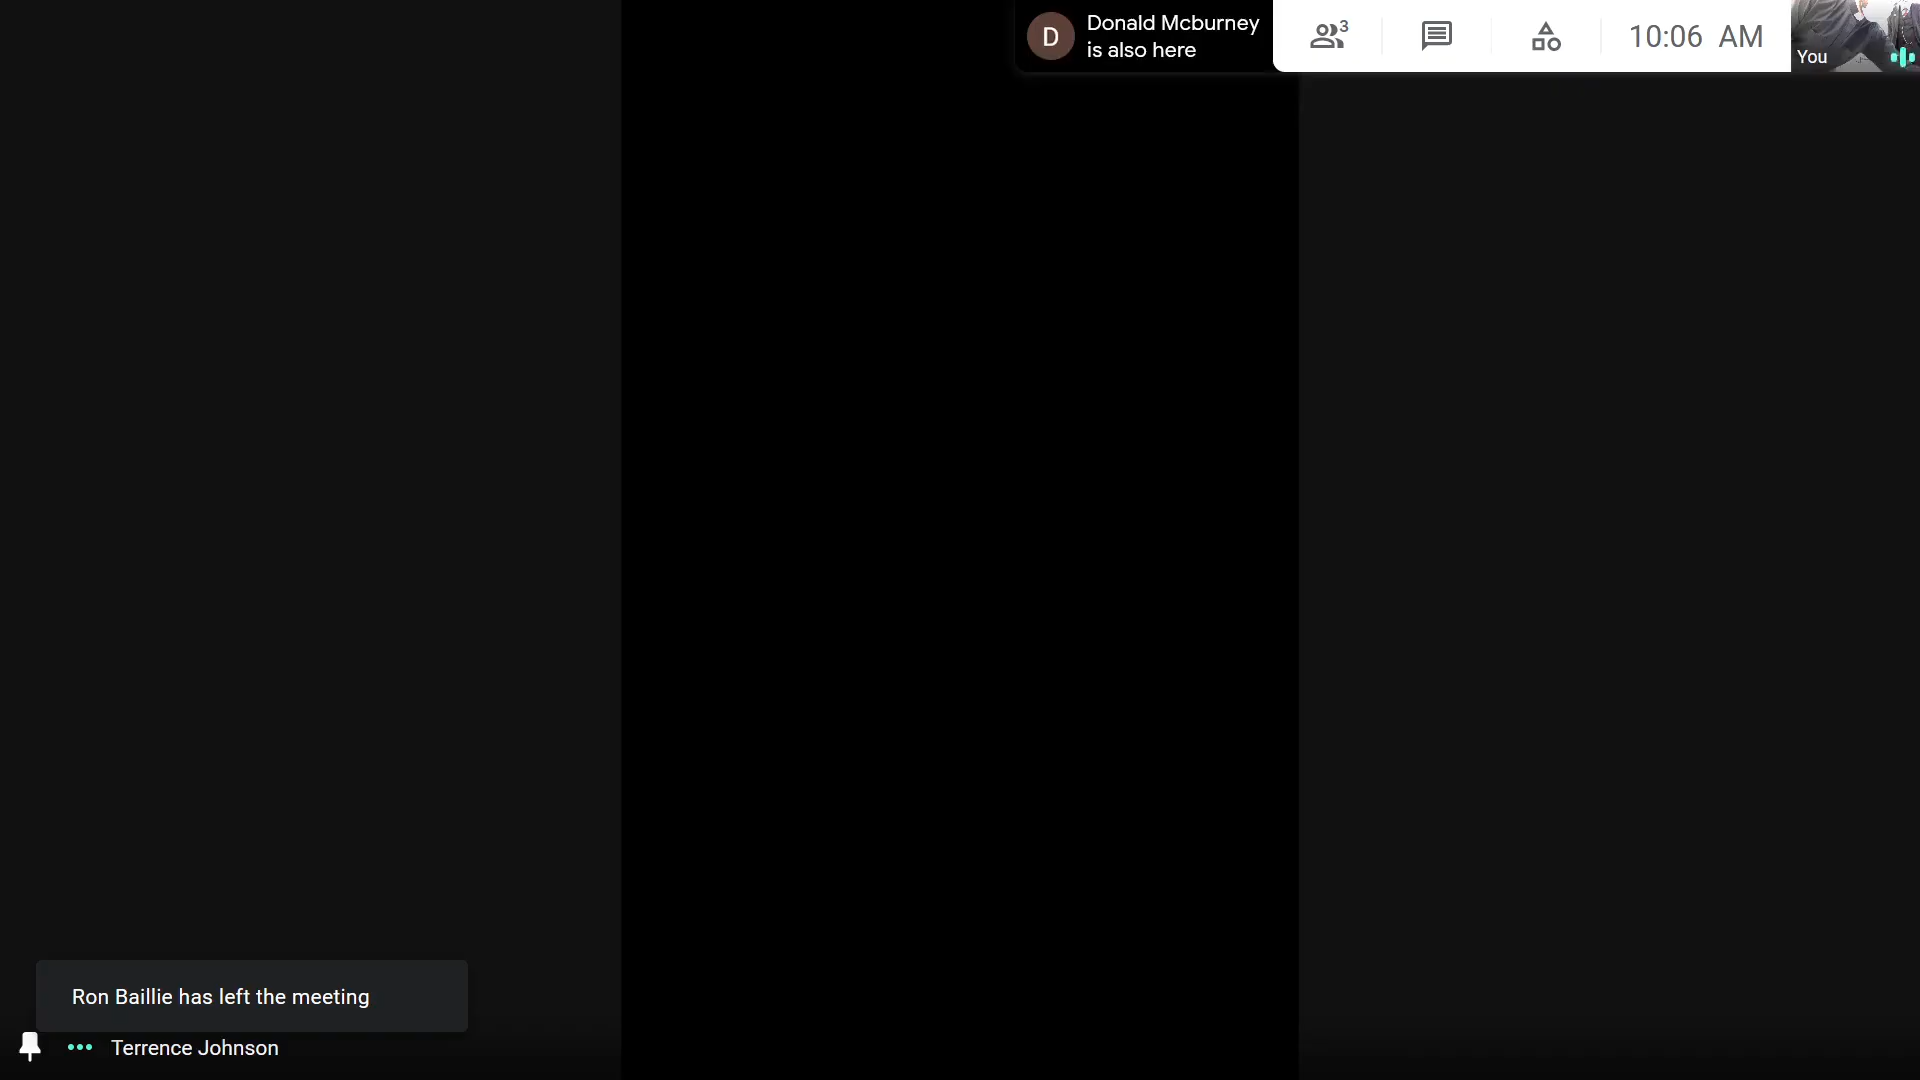 D
Donald Mcburney
is also here
3
10:06 AM
You
Ron Baillie has left the meeting
Terrence Johnson